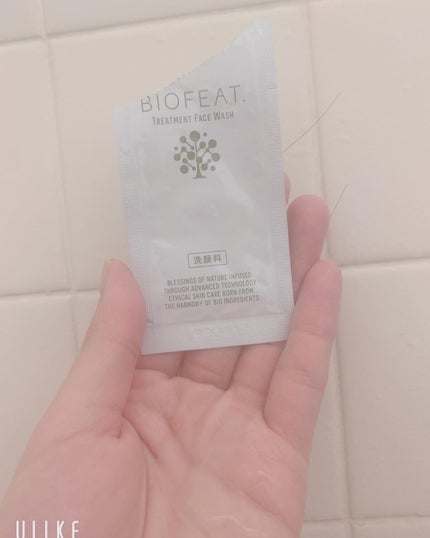 BIOFEAT.
TREATMENT FACE WASH
洗顔料
BLESSINGS OF NATURE INFUSED
THROUGH ADVANCED TECHNOLOGY
ETHICAL SKIN CARE BORN FROM
THE HARMONY OF BIO INGREDIENTS
ULIKE